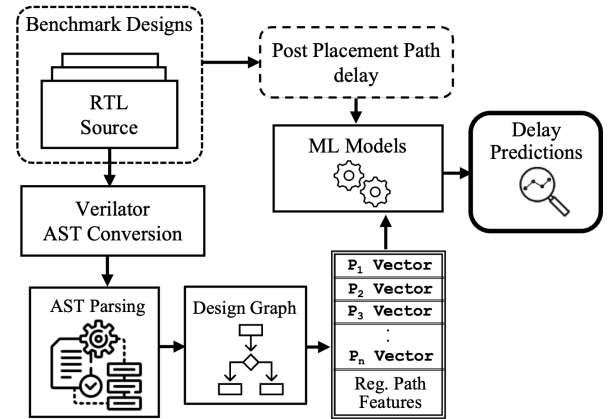 Benchmark Designs
RTL
Source
Post Placement Path
delay
ML Models
Delay
Predictions
Verilator
AST Conversion
AST Parsing
Design Graph
P₁ Vector
P₂ Vector
P₃ Vector
:
Pₙ Vector
Reg. Path
Features